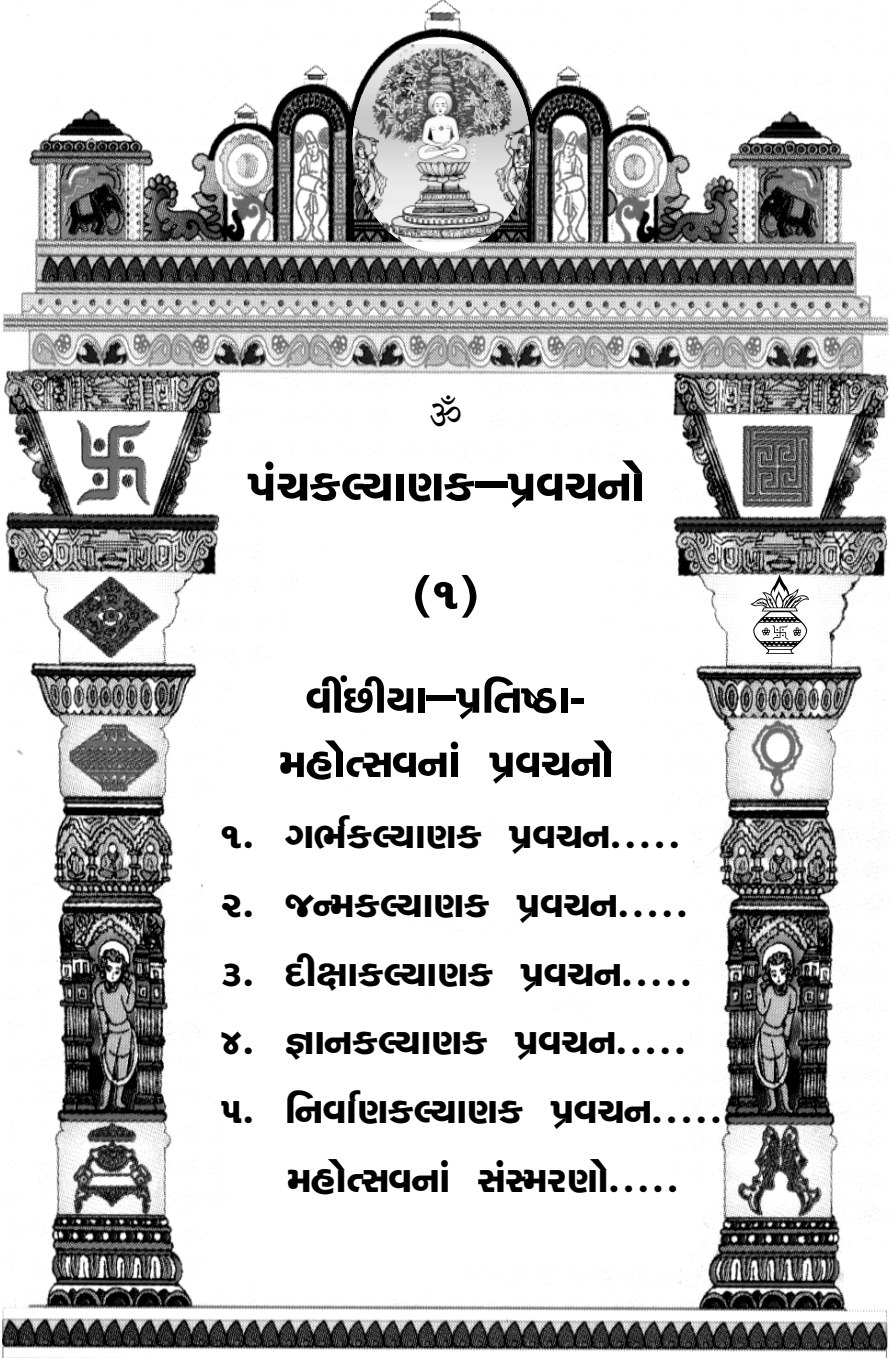 ॐ
પંચકલ્યાણક—પ્રવચનો
(૧)
વીંછીયા—પ્રતિષ્ઠા-
મહોત્સવનાં પ્રવચનો
૧. ગર્ભકલ્યાણક પ્રવચન.....
૨. જન્મકલ્યાણક પ્રવચન.....
૩. દીક્ષાકલ્યાણક પ્રવચન.....
૪. જ્ઞાનકલ્યાણક પ્રવચન.....
૫. નિર્વાણકલ્યાણક પ્રવચન.....
મહોત્સવનાં સંસ્મરણો.....